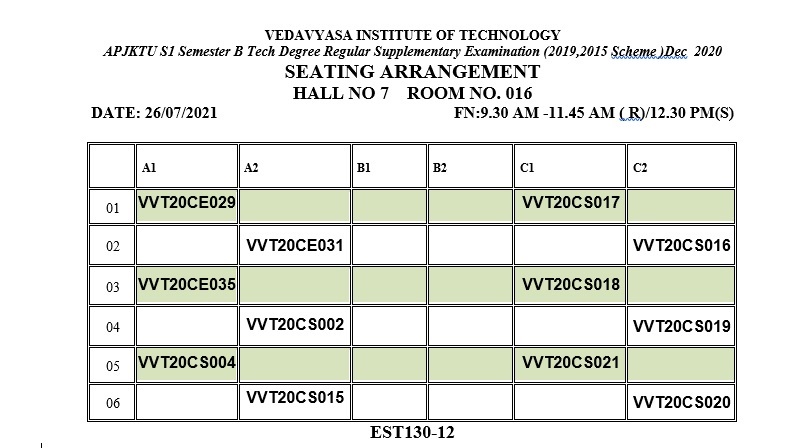 VEDAVYASA INSTITUTE OF TECHNOLOGY
APJKTU S1 Semester B Tech Degree Regular Supplementary Examination (2019,2015 Scheme )Dec 2020
SEATING ARRANGEMENT
HALL NO 7 ROOM NO. 016
DATE: 26/07/2021 FN:9.30 AM -11.45 AM ( R)/12.30 PM(S)
A1 A2 B1 B2 C1 C2
01 VVT20CE029 VVT20CS017
02 VVT20CE031 VVT20CS016
03 VVT20CE035 VVT20CS018
04 VVT20CS002 VVT20CS019
05 VVT20CS004 VVT20CS021
06 VVT20CS015 VVT20CS020
EST130-12